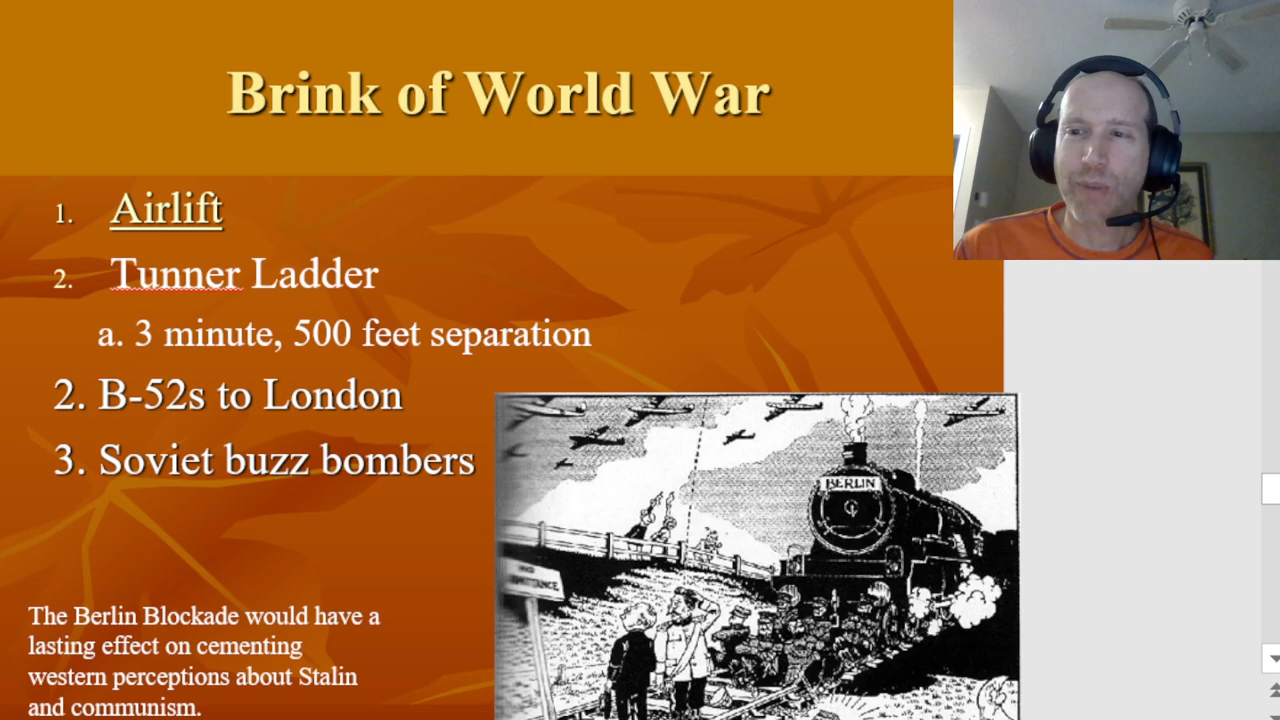 Brink of World War
1. Airlift
2. Tunner Ladder
a. 3 minute, 500 feet separation
2. B-52s to London
3. Soviet buzz bombers
BERLIN
The Berlin Blockade would have a
lasting effect on cementing
western perceptions about Stalin
and communism.